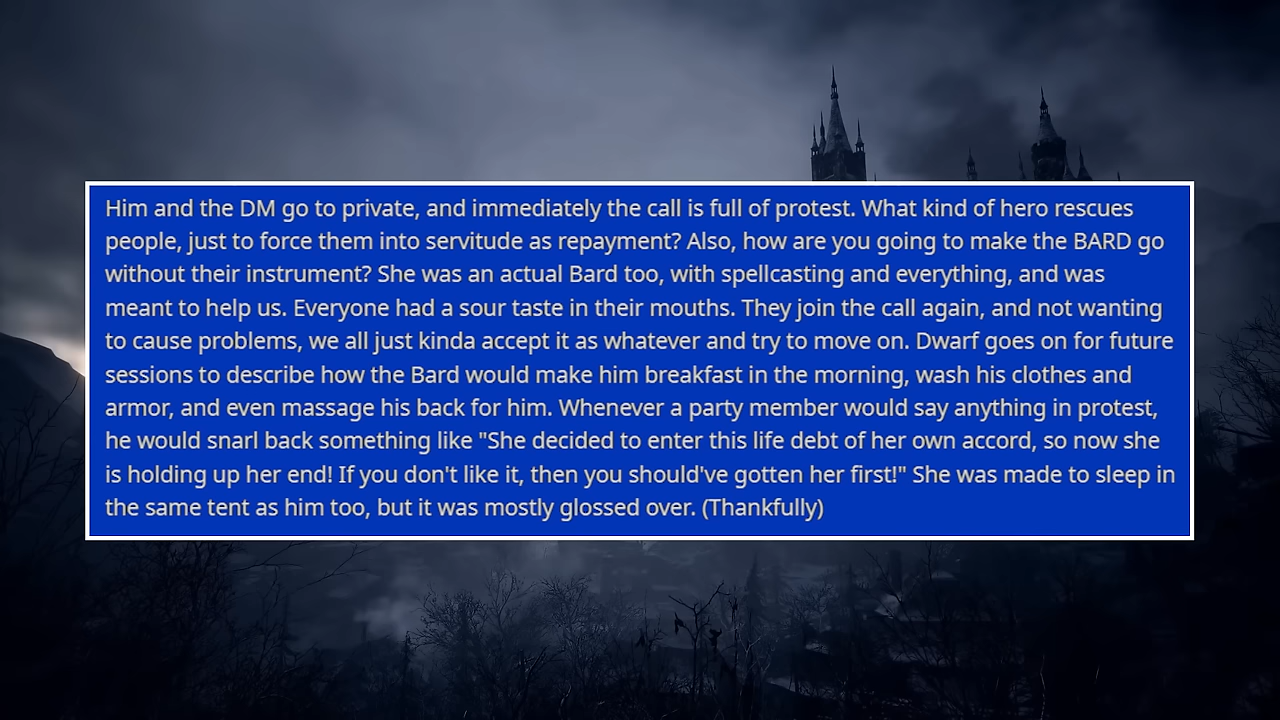 Him and the DM go to private, and immediately the call is full of protest. What kind of hero rescues
people, just to force them into servitude as repayment? Also, how are you going to make the BARD go
without their instrument? She was an actual Bard too, with spellcasting and everything, and was
meant to help us. Everyone had a sour taste in their mouths. They join the call again, and not wanting
to cause problems, we all just kinda accept it as whatever and try to move on. Dwarf goes on for future
sessions to describe how the Bard would make him breakfast in the morning, wash his clothes and
armor, and even massage his back for him. Whenever a party member would say anything in protest,
he would snarl back something like "She decided to enter this life debt of her own accord, so now she
is holding up her end! If you don't like it, then you should've gotten her first!" She was made to sleep in
the same tent as him too, but it was mostly glossed over. (Thankfully)